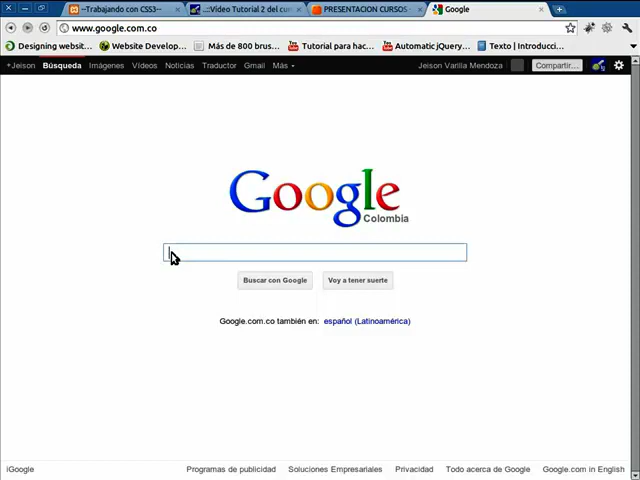 --Trabajando con CSS3--
..:Video Tutorial 2 del cur
PRESENTACION CURSOS
Google
www.google.com.co
Designing websit...
Website Develop...
Más de 800 brus...
Tutorial para hac...
Automatic jQuery...
Texto | Introducci...
+Jeison
Búsqueda
Imágenes
Vídeos
Noticias
Traductor
Gmail
Más
Jeison Varilla Mendoza
Compartir...
Google
Colombia
Buscar con Google
Voy a tener suerte
Google.com.co también en: español (Latinoamérica)
iGoogle
Programas de publicidad
Soluciones Empresariales
Privacidad
Todo acerca de Google
Google.com in English